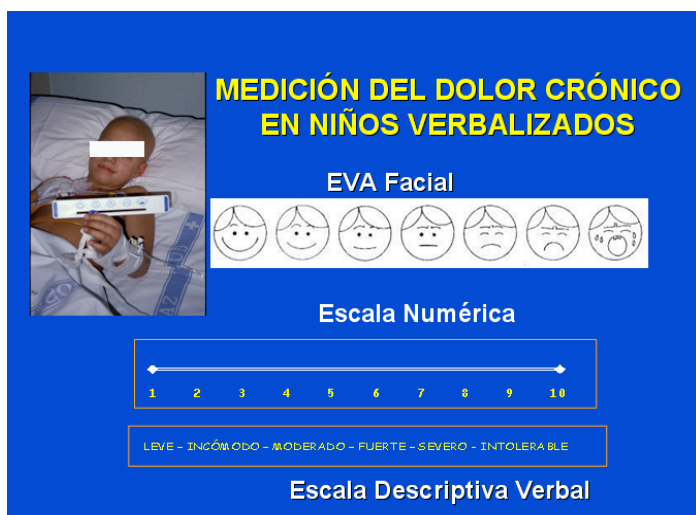 MEDICIÓN DEL DOLOR CRÓNICO
EN NIÑOS VERBALIZADOS
EVA Facial
Escala Numérica
1 2 3 4 5 6 7 8 9 10
LEVE – INCÓMODO – MODERADO – FUERTE – SEVERO – INTOLERABLE
Escala Descriptiva Verbal